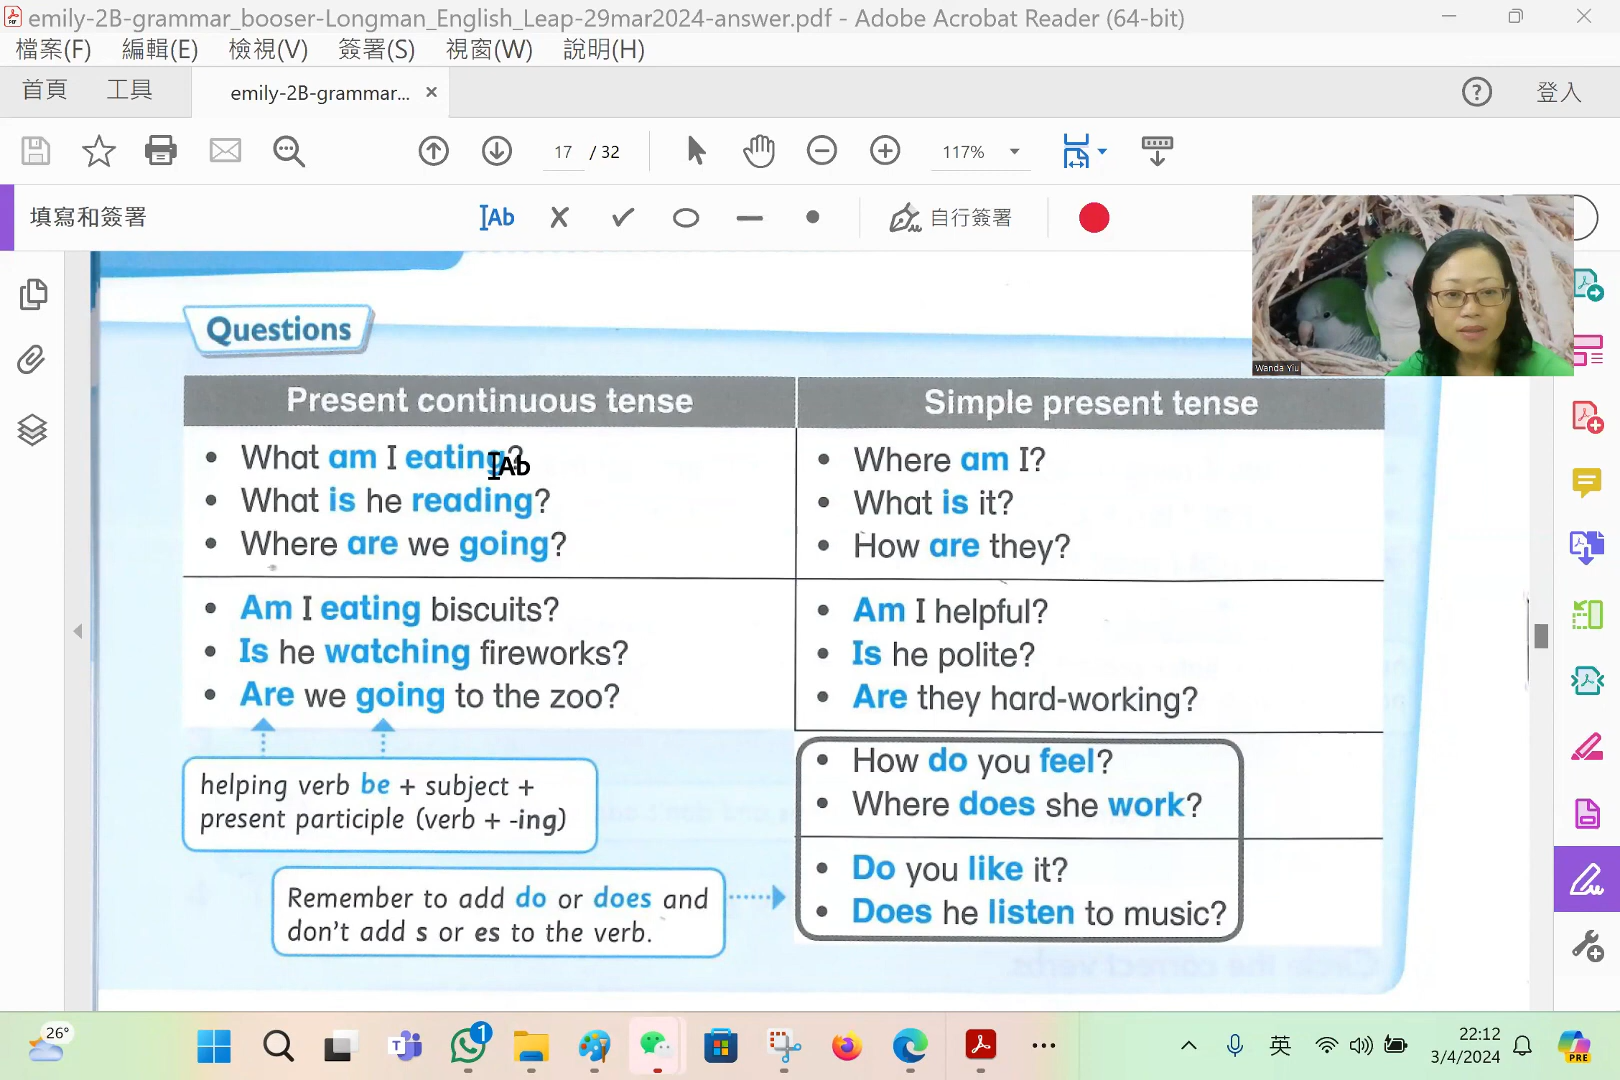 emily-2B-grammar_booser-Longman_English_Leap-29mar2024-answer.pdf - Adobe Acrobat Reader (64-bit)
檔案(F) 編輯(E) 檢視(V) 簽署(S) 視窗(W) 說明(H)
首頁 工具 emily-2B-grammar... × ? 登入
17 / 32 117%
填寫和簽署 Ab 自行簽署
Wanda Yiu
Questions
Present continuous tense
• What am I eating?
Ab
• What is he reading?
• Where are we going?
• Am I eating biscuits?
• Is he watching fireworks?
• Are we going to the zoo?
helping verb be + subject +
present participle (verb + -ing)
Remember to add do or does and
don't add s or es to the verb.
Simple present tense
• Where am I?
• What is it?
• How are they?
• Am I helpful?
• Is he polite?
• Are they hard-working?
• How do you feel?
• Where does she work?
• Do you like it?
• Does he listen to music?
26°
1
英
22:12
3/4/2024
PRE